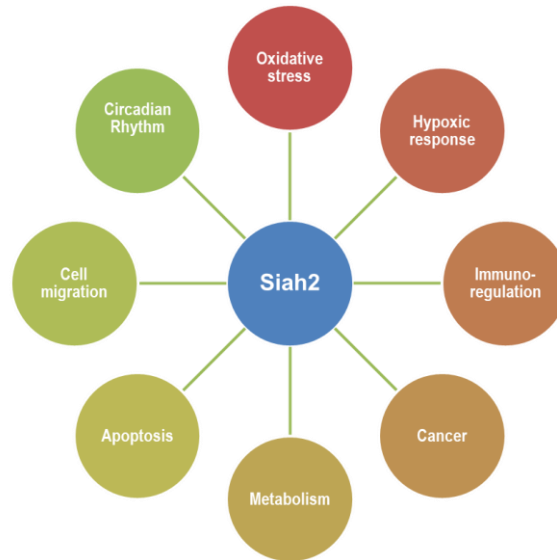 Oxidative
stress
Circadian
Rhythm
Hypoxic
response
Cell
migration
Siah2
Immuno-
regulation
Apoptosis
Cancer
Metabolism